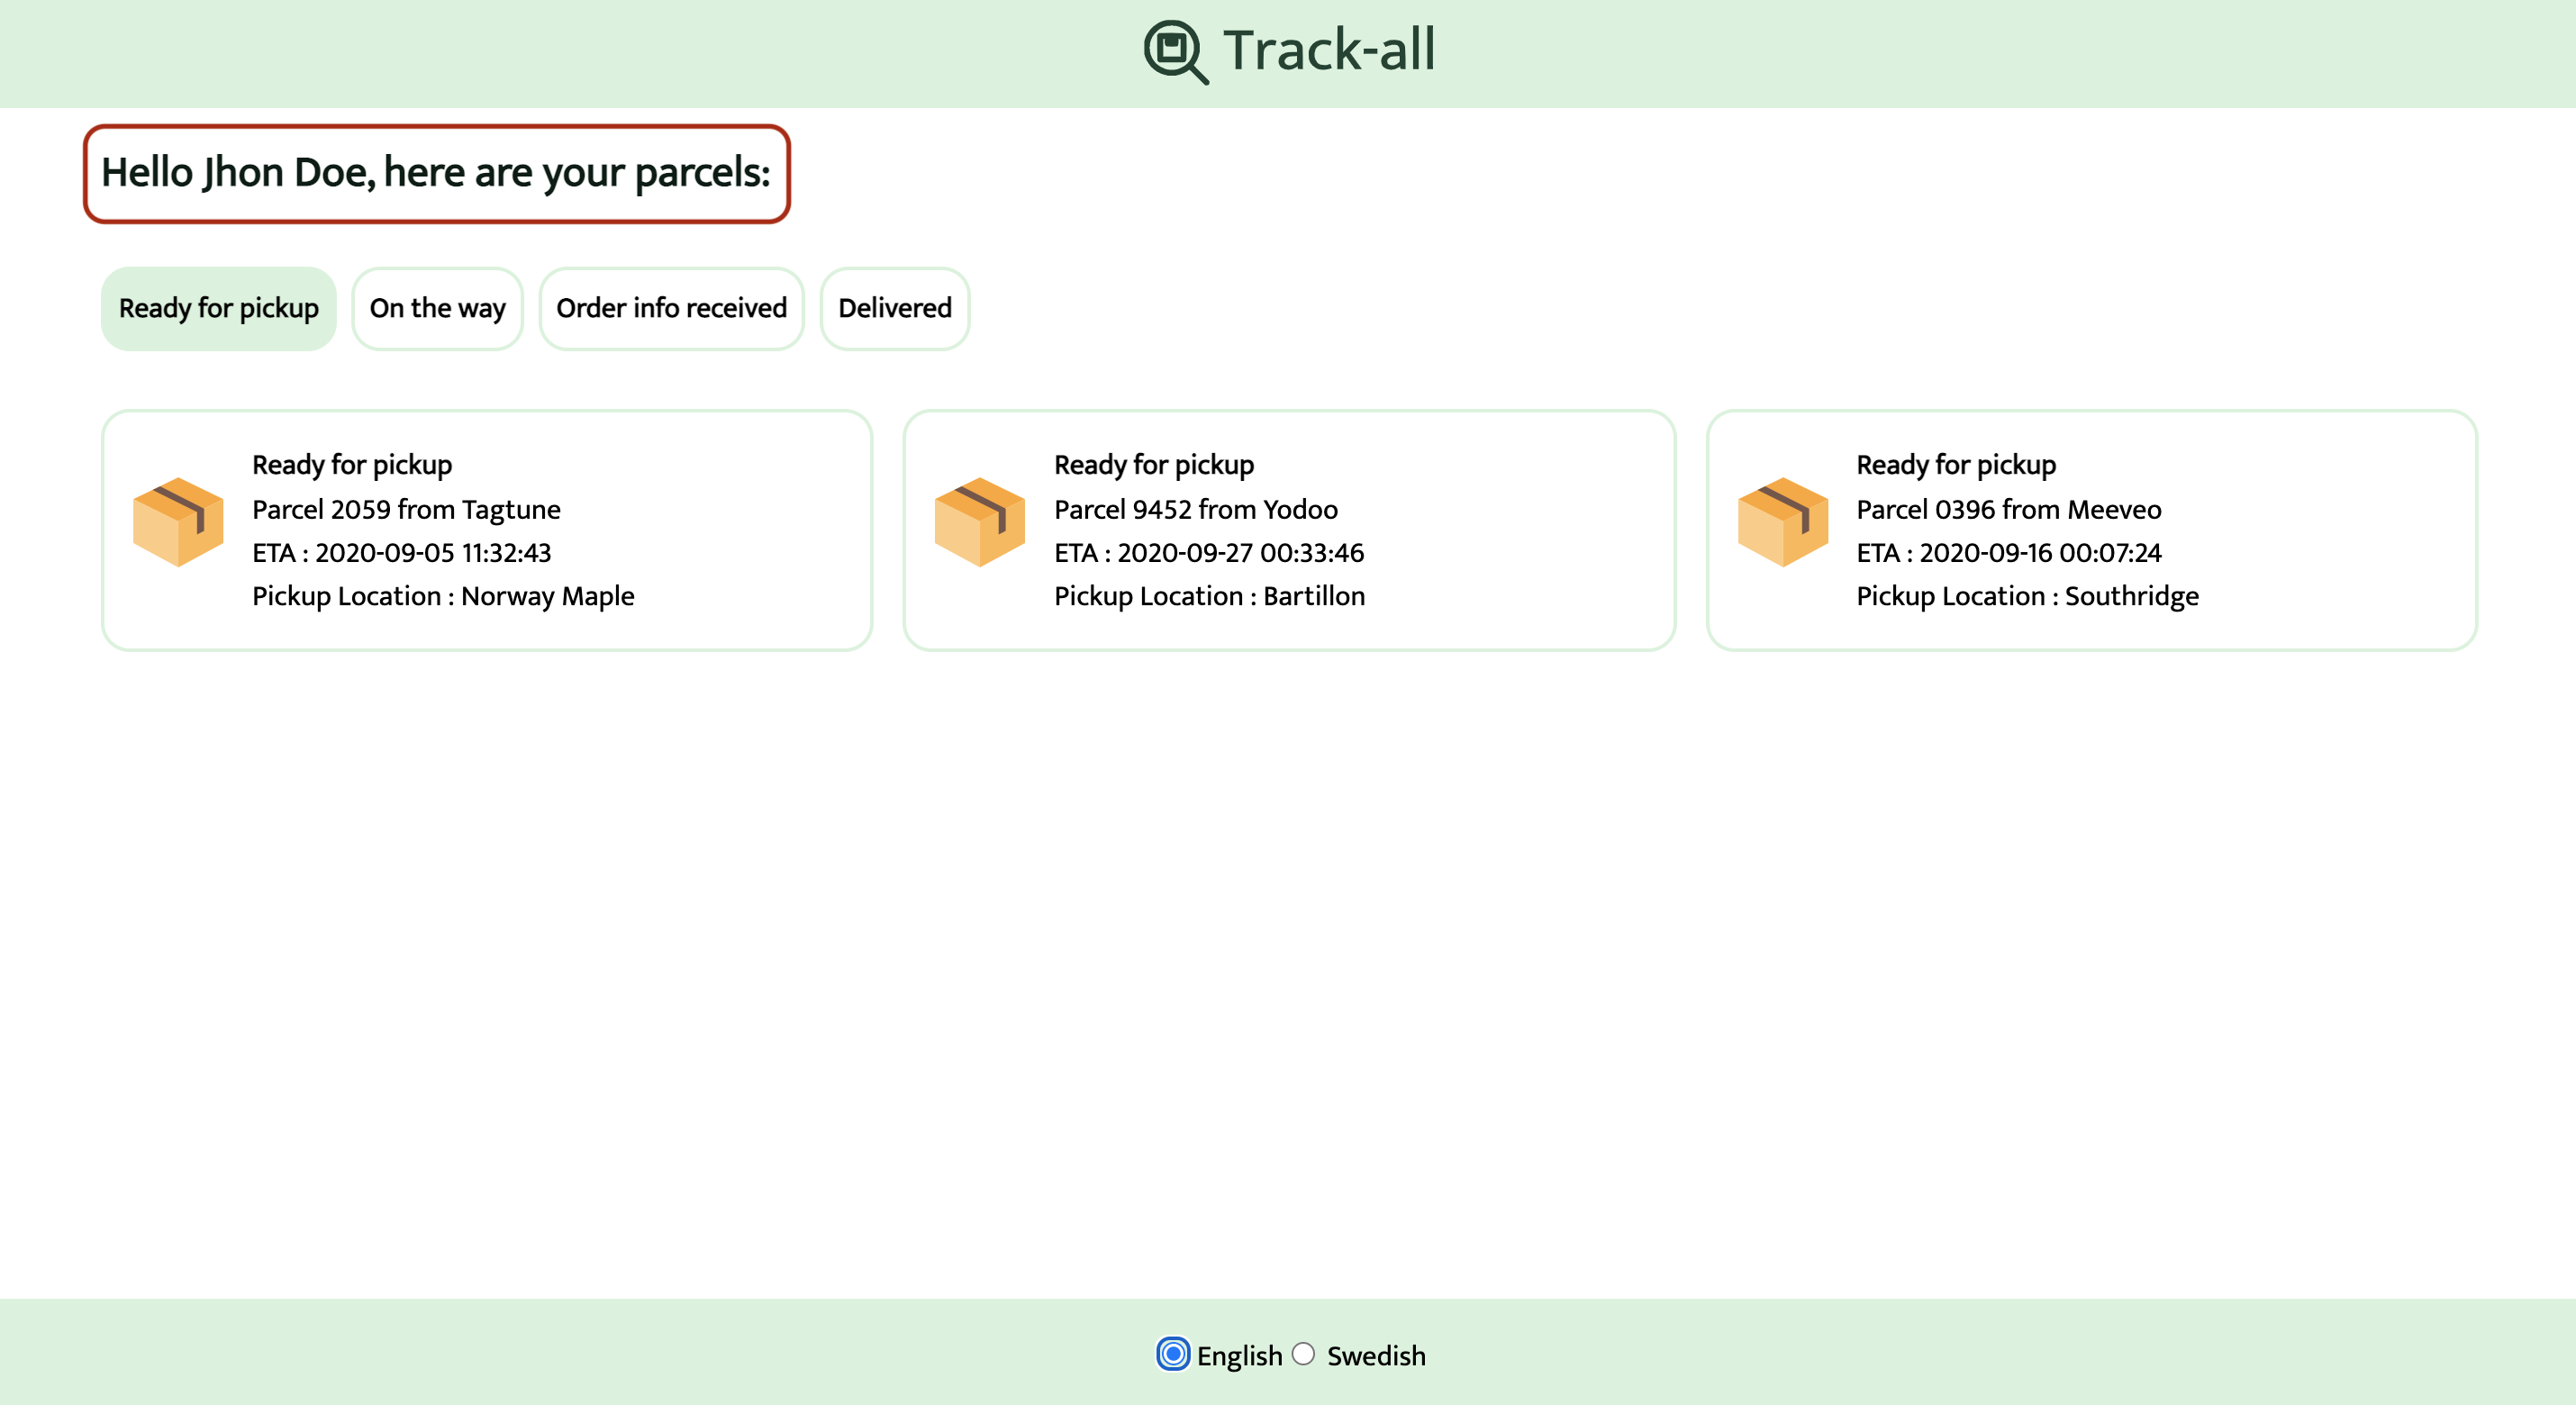 Track-all
Hello Jhon Doe, here are your parcels:
Ready for pickup
On the way
Order info received
Delivered
Ready for pickup
Parcel 2059 from Tagtune
ETA : 2020-09-05 11:32:43
Pickup Location : Norway Maple
Ready for pickup
Parcel 9452 from Yodoo
ETA : 2020-09-27 00:33:46
Pickup Location : Bartillon
Ready for pickup
Parcel 0396 from Meeveo
ETA : 2020-09-16 00:07:24
Pickup Location : Southridge
English
Swedish